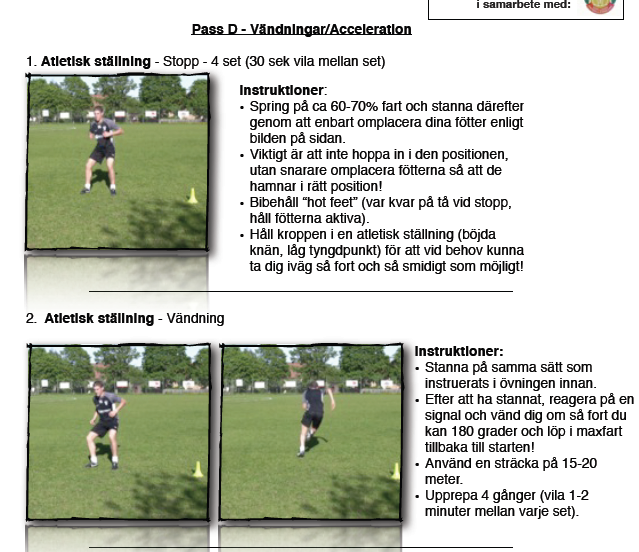 i samarbete med:
Pass D - Vändningar/Acceleration
1. Atletisk ställning - Stopp - 4 set (30 sek vila mellan set)
Instruktioner:
• Spring på ca 60-70% fart och stanna därefter
genom att enbart omplacera dina fötter enligt
bilden på sidan.
• Viktigt är att inte hoppa in i den positionen,
utan snarare omplacera fötterna så att de
hamnar i rätt position!
• Bibehåll “hot feet” (var kvar på tå vid stopp,
håll fötterna aktiva).
• Håll kroppen i en atletisk ställning (böjda
knän, låg tyngdpunkt) för att vid behov kunna
ta dig iväg så fort och så smidigt som möjligt!
2. Atletisk ställning - Vändning
Instruktioner:
• Stanna på samma sätt som
instruerats i övningen innan.
• Efter att ha stannat, reagera på en
signal och vänd dig om så fort du
kan 180 grader och löp i maxfart
tillbaka till starten!
• Använd en sträcka på 15-20
meter.
• Upprepa 4 gånger (vila 1-2
minuter mellan varje set).